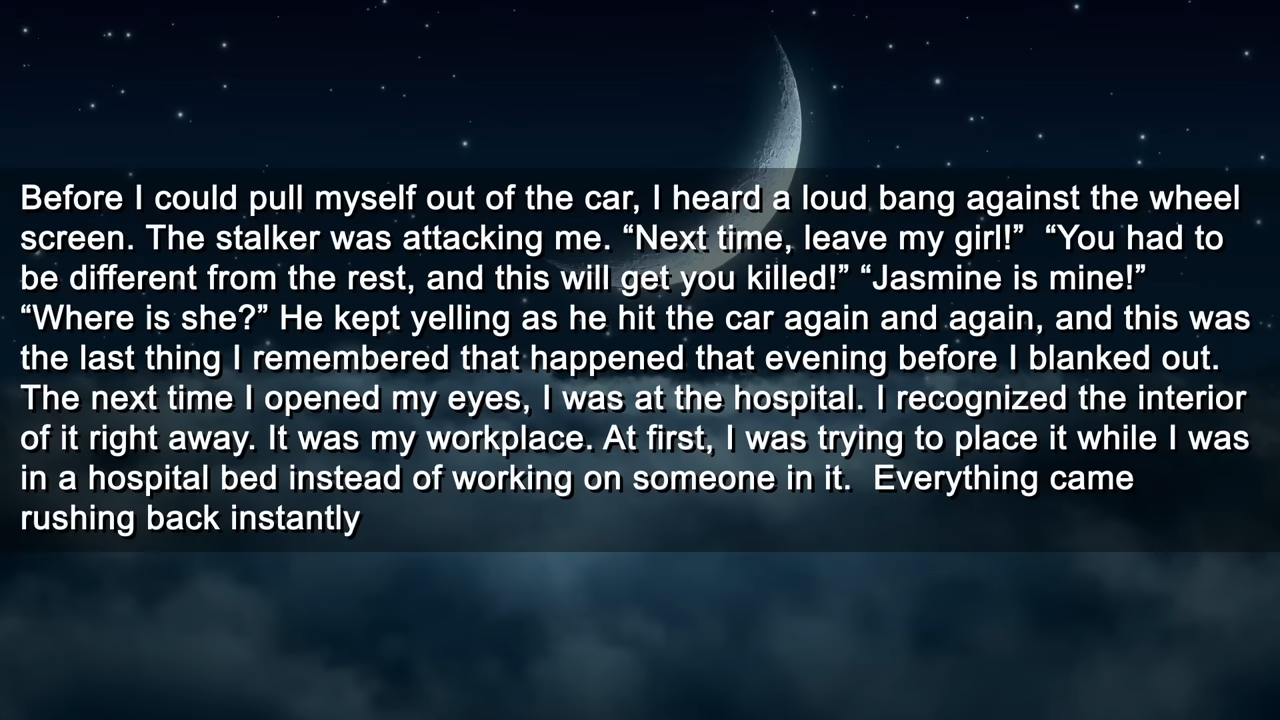 Before I could pull myself out of the car, I heard a loud bang against the wheel
screen. The stalker was attacking me. “Next time, leave my girl!”  “You had to
be different from the rest, and this will get you killed!” “Jasmine is mine!”
“Where is she?” He kept yelling as he hit the car again and again, and this was
the last thing I remembered that happened that evening before I blanked out.
The next time I opened my eyes, I was at the hospital. I recognized the interior
of it right away. It was my workplace. At first, I was trying to place it while I was
in a hospital bed instead of working on someone in it.  Everything came
rushing back instantly